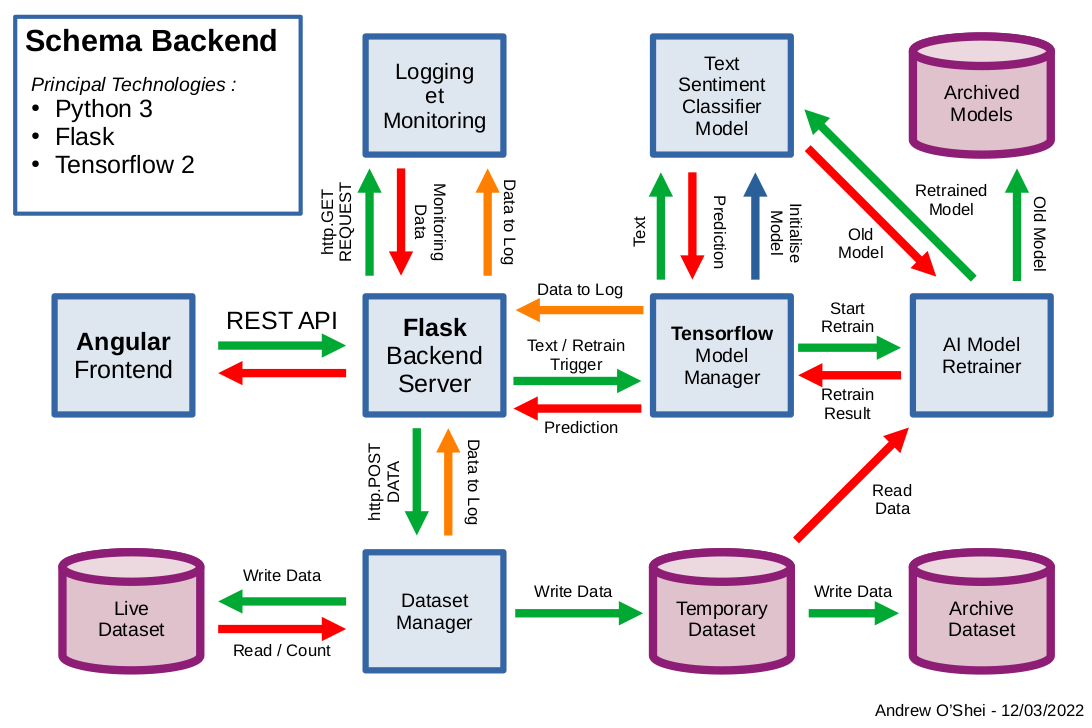 Schema Backend
Principal Technologies :
• Python 3
• Flask
• Tensorflow 2
Logging
et
Monitoring
Text
Sentiment
Classifier
Model
Archived
Models
http.GET
REQUEST
Monitoring
Data
Data to Log
Text
Prediction
Initialise
Model
Retrained
Model
Old
Model
Old Model
Angular
Frontend
REST API
Flask
Backend
Server
Data to Log
Text / Retrain
Trigger
Prediction
Tensorflow
Model
Manager
Start
Retrain
Retrain
Result
AI Model
Retrainer
http.POST
DATA
Data to Log
Read
Data
Live
Dataset
Write Data
Read / Count
Dataset
Manager
Write Data
Temporary
Dataset
Write Data
Archive
Dataset
Andrew O'Shei - 12/03/2022